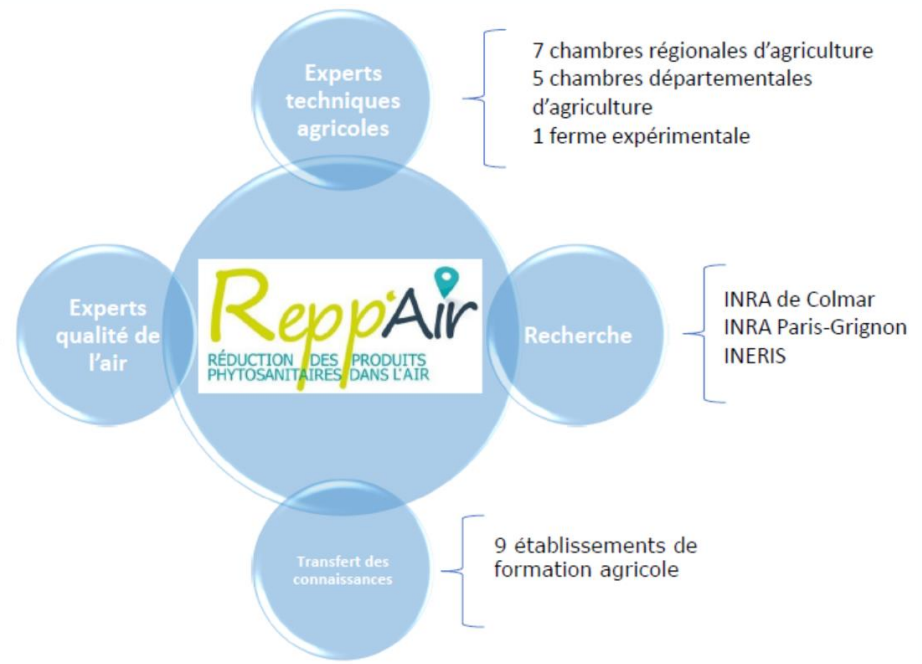 Experts
techniques
agricoles
7 chambres régionales d'agriculture
5 chambres départementales
d'agriculture
1 ferme expérimentale
Experts
qualité de
l'air
Repp'Air
RÉDUCTION DES PRODUITS
PHYTOSANITAIRES DANS L'AIR
Recherche
INRA de Colmar
INRA Paris-Grignon
INERIS
Transfert des
connaissances
9 établissements de
formation agricole